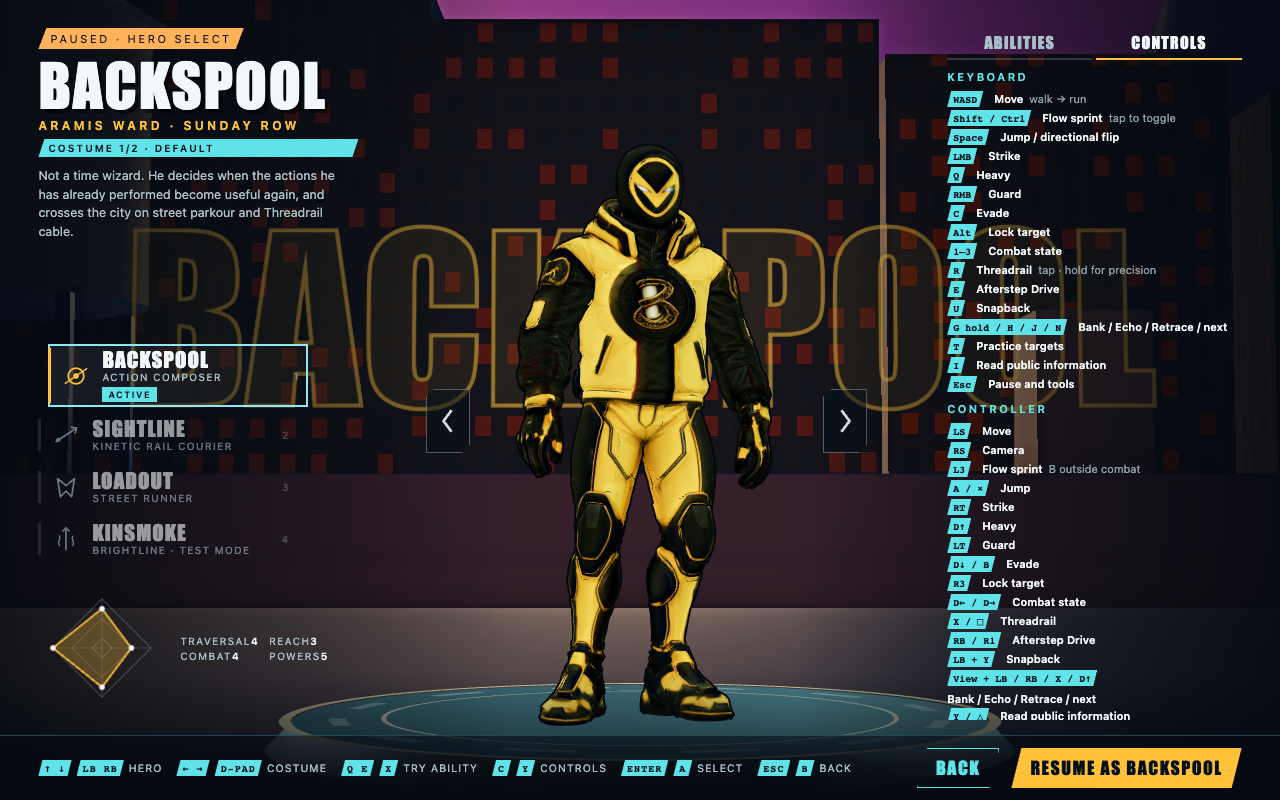 PAUSED · HERO SELECT
BACKSPOOL
ARAMIS WARD · SUNDAY ROW
COSTUME 1/2 · DEFAULT
Not a time wizard. He decides when the actions he
has already performed become useful again, and
crosses the city on street parkour and Threadrail
cable.
BACKSPOOL
ACTION COMPOSER
ACTIVE
SIGHTLINE
KINETIC RAIL COURIER
2
LOADOUT
STREET RUNNER
3
KINSMOKE
BRIGHTLINE · TEST MODE
4
TRAVERSAL4 REACH3
COMBAT4 POWERS5
ABILITIES CONTROLS
KEYBOARD
WASD Move walk → run
Shift / Ctrl Flow sprint tap to toggle
Space Jump / directional flip
LMB Strike
Q Heavy
RMB Guard
C Evade
Alt Lock target
1–3 Combat state
R Threadrail tap · hold for precision
E Afterstep Drive
U Snapback
G hold / H / J / N Bank / Echo / Retrace / next
T Practice targets
I Read public information
Esc Pause and tools
CONTROLLER
LS Move
RS Camera
L3 Flow sprint B outside combat
A / × Jump
RT Strike
D↑ Heavy
LT Guard
D↓ / B Evade
R3 Lock target
D← / D→ Combat state
X / □ Threadrail
RB / R1 Afterstep Drive
LB + Y Snapback
View + LB / RB / X / D↑
Bank / Echo / Retrace / next
Y / △ Read public information
↑ ↓ LB RB HERO ← → D-PAD COSTUME Q E X TRY ABILITY C Y CONTROLS ENTER A SELECT ESC B BACK
BACK
RESUME AS BACKSPOOL